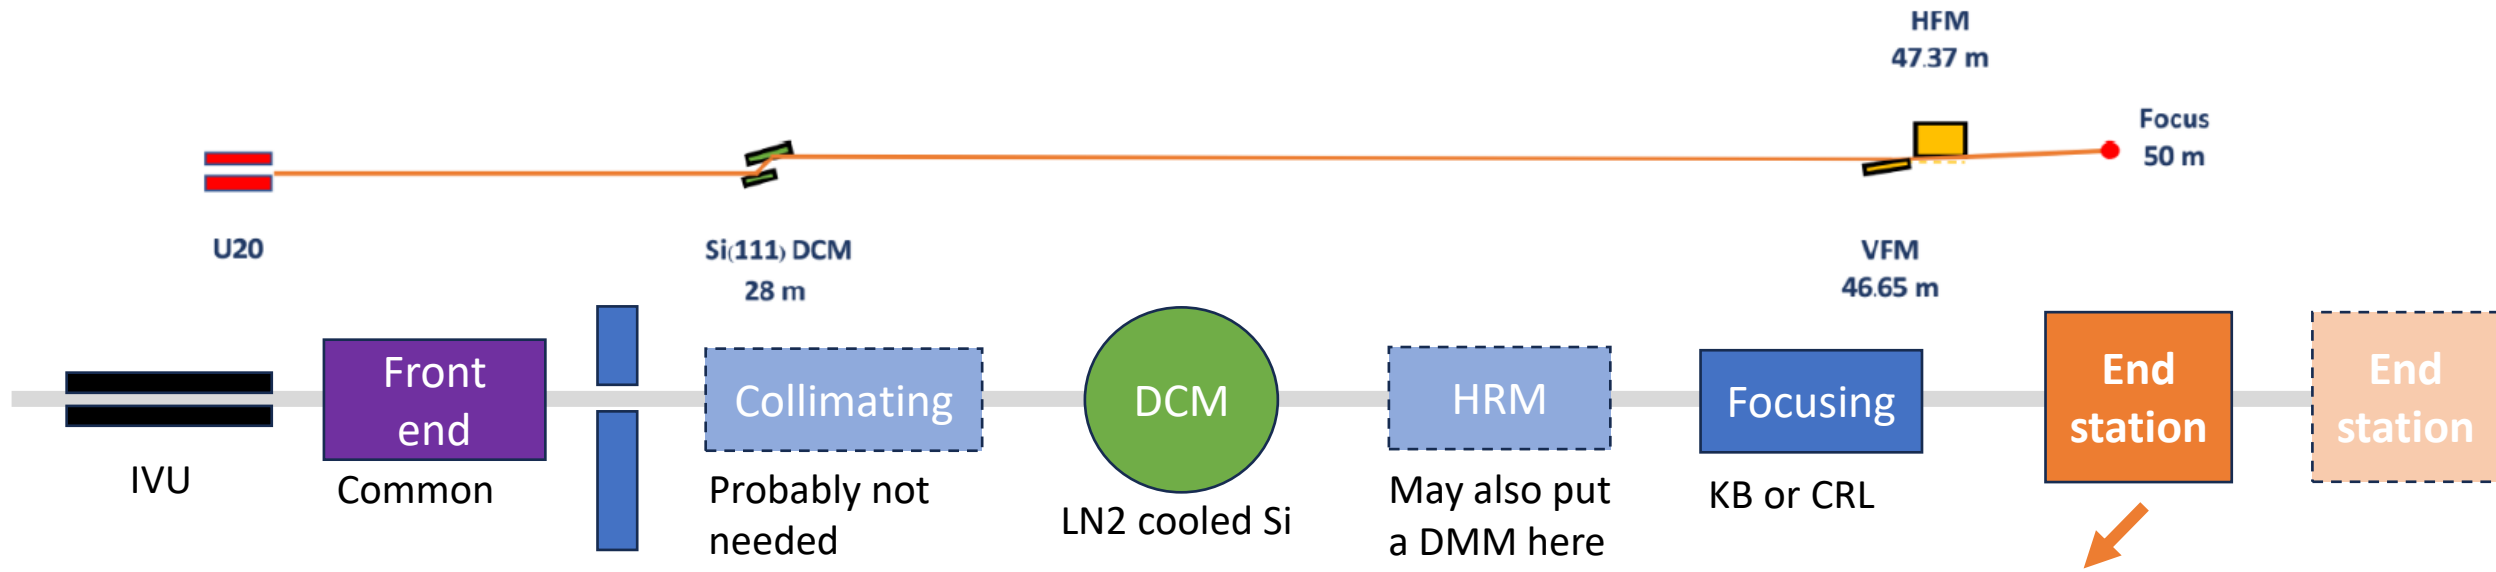 HFM
47.37 m
Focus
50 m
U20
Si(111) DCM
28 m
VFM
46.65 m
Front
end
Collimating
DCM
HRM
Focusing
End
station
End
station
IVU
Common
Probably not
needed
LN2 cooled Si
May also put
a DMM here
KB or CRL